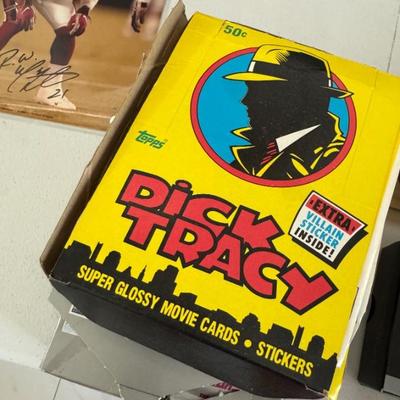 50¢
topps
DICK
TRACY
EXTRA
VILLAIN
STICKER
INSIDE!
SUPER GLOSSY MOVIE CARDS • STICKERS